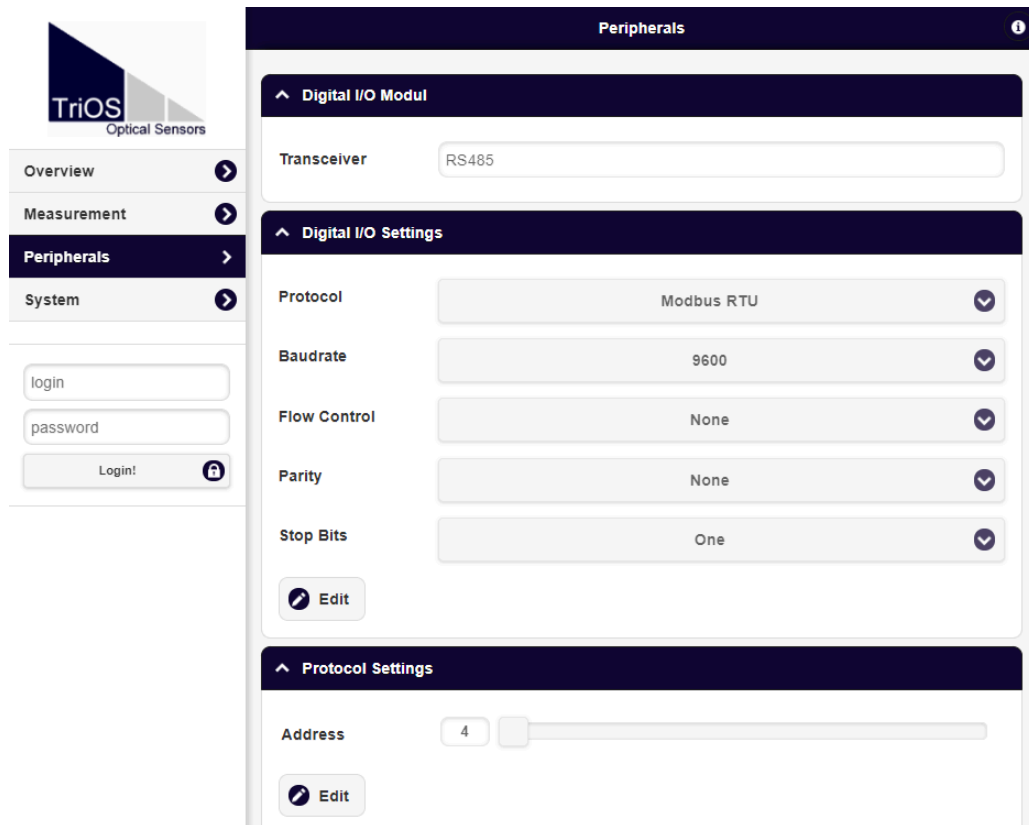 TriOS
Optical Sensors
Overview
Measurement
Peripherals
System
login
password
Login!
Peripherals
Digital I/O Modul
Transceiver RS485
Digital I/O Settings
Protocol Modbus RTU
Baudrate 9600
Flow Control None
Parity None
Stop Bits One
Edit
Protocol Settings
Address 4
Edit